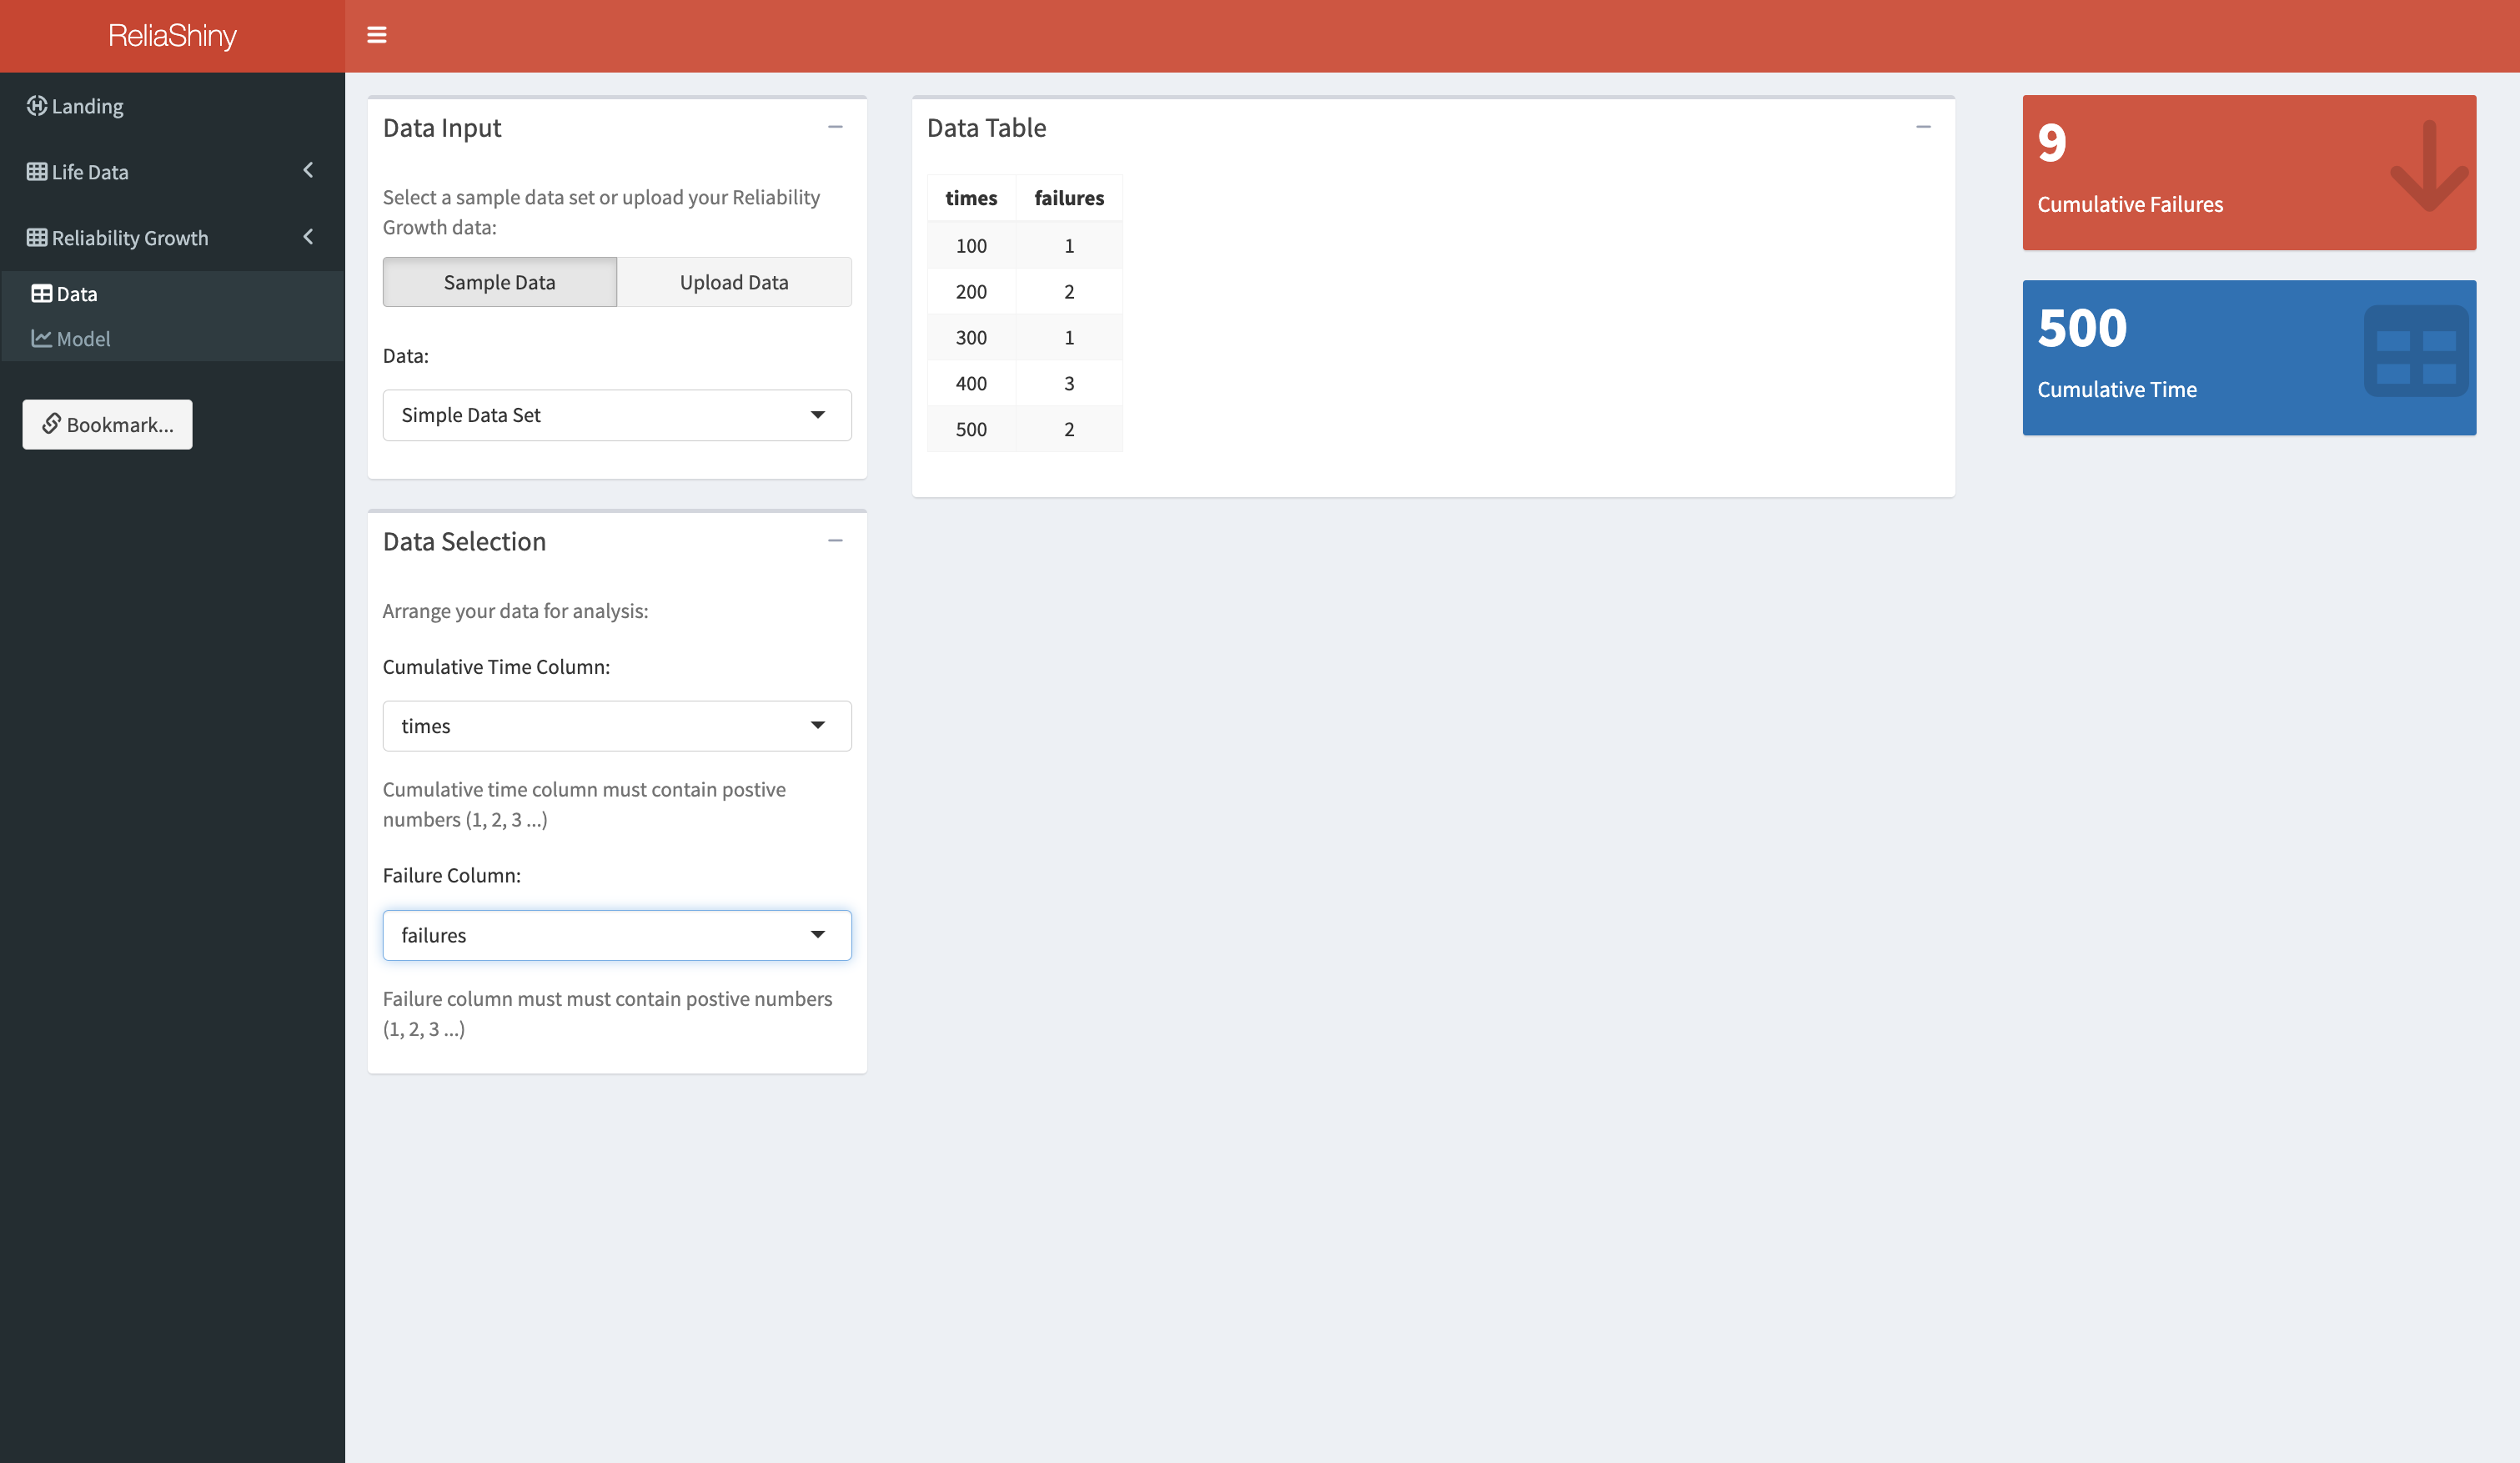 ReliaShiny
Landing
Life Data
Reliability Growth
Data
Model
Bookmark...
Data Input
Select a sample data set or upload your Reliability
Growth data:
Sample Data
Upload Data
Data:
Simple Data Set
Data Selection
Arrange your data for analysis:
Cumulative Time Column:
times
Cumulative time column must contain postive
numbers (1, 2, 3 ...)
Failure Column:
failures
Failure column must must contain postive numbers
(1, 2, 3 ...)
Data Table
times failures
100 1
200 2
300 1
400 3
500 2
9
Cumulative Failures
500
Cumulative Time